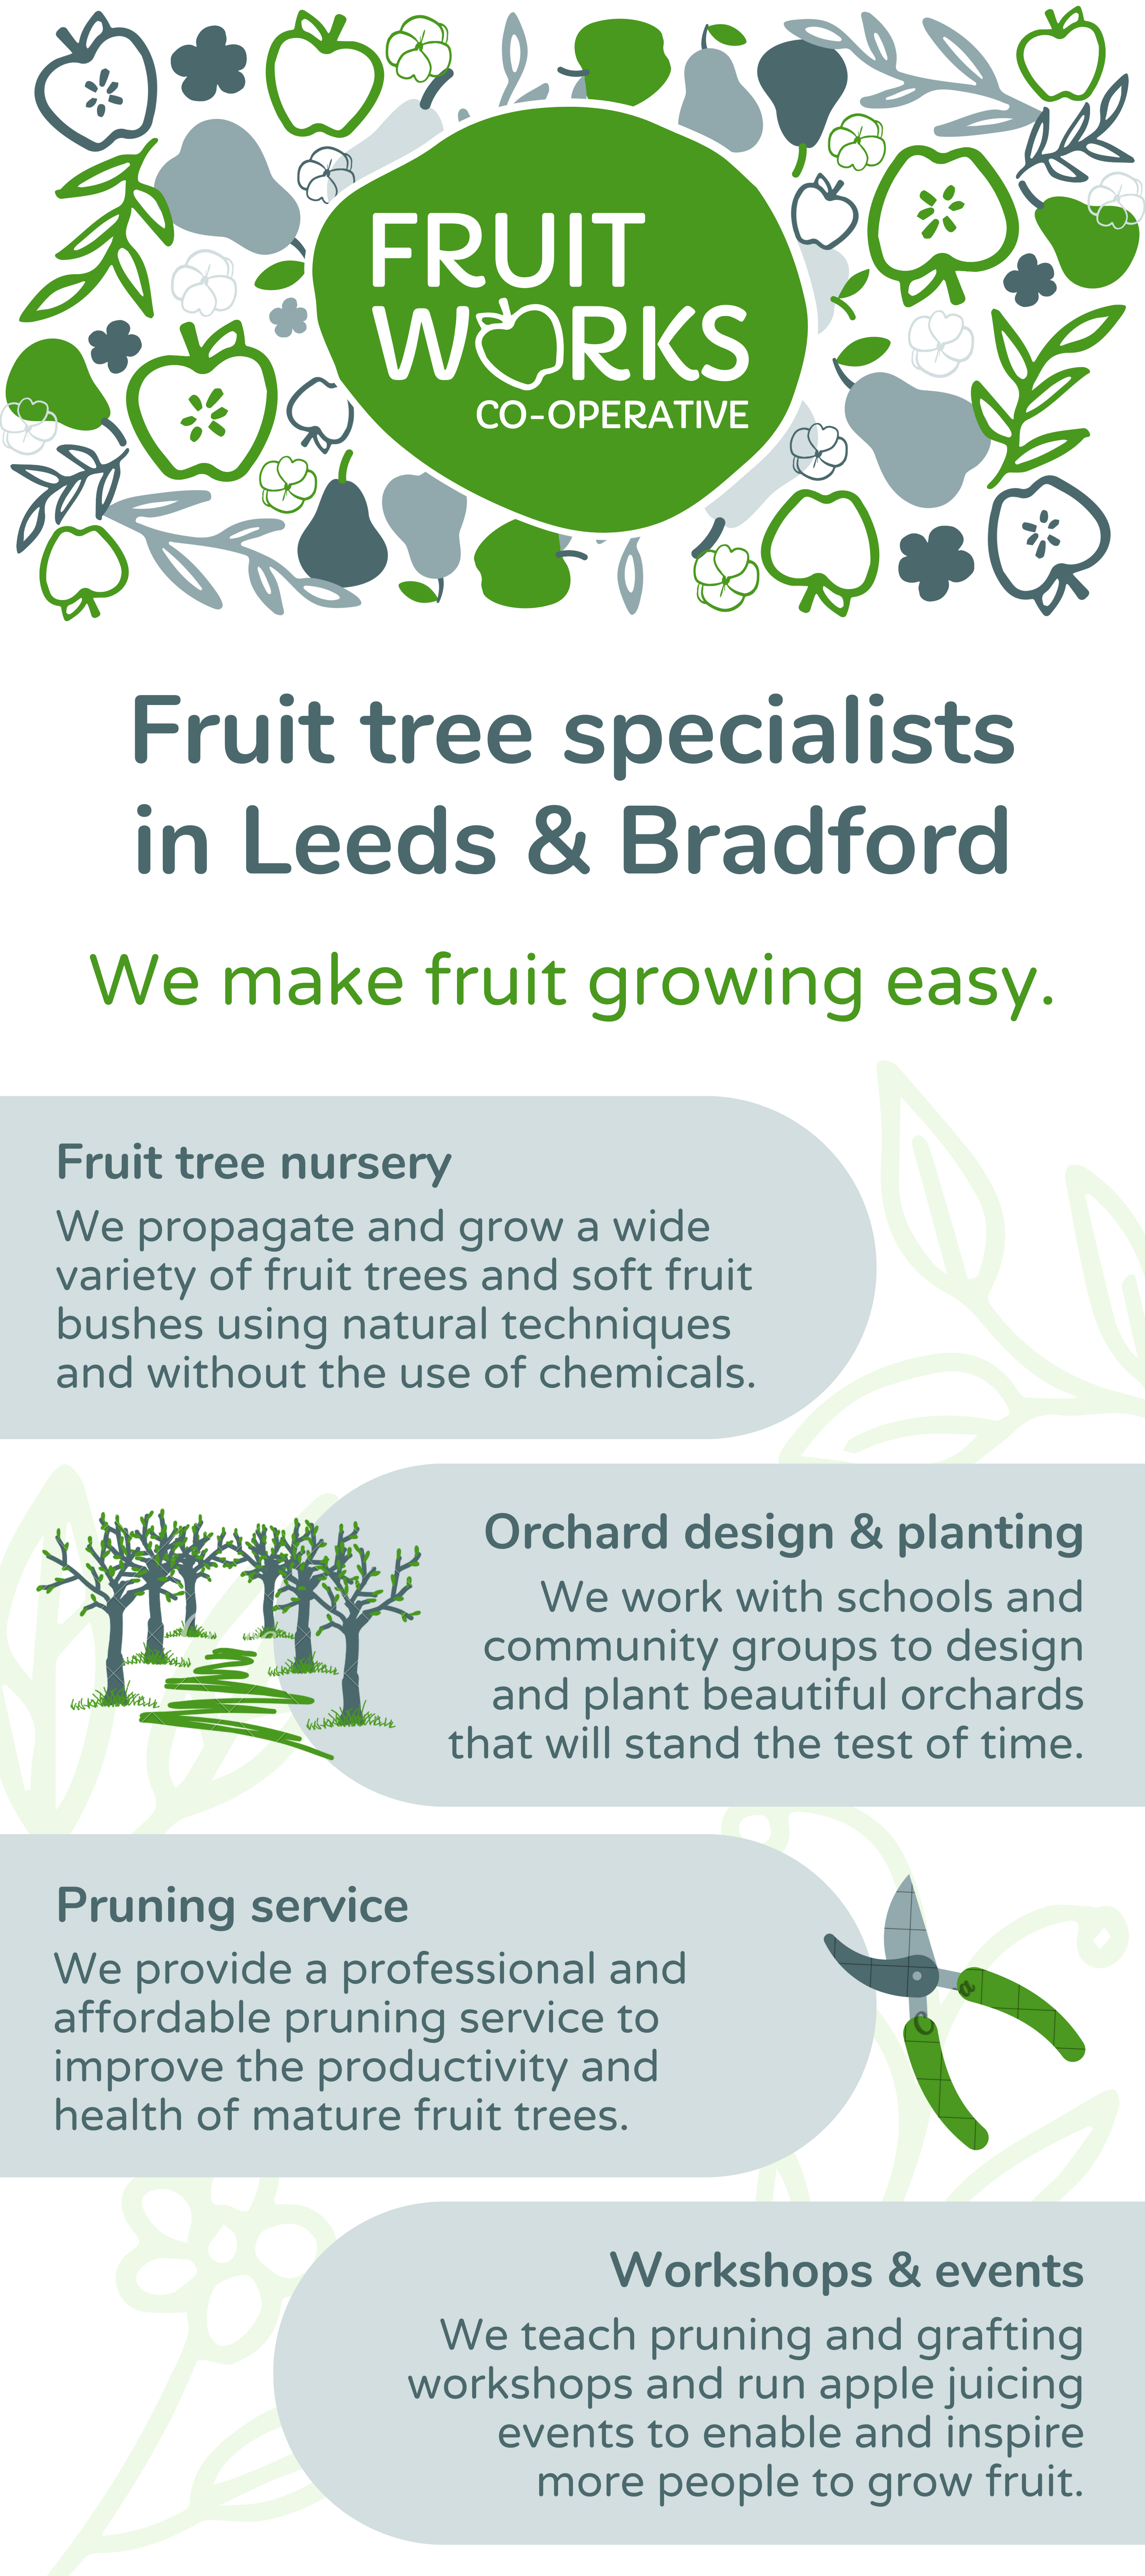 FRUIT
WORKS
CO-OPERATIVE
Fruit tree specialists
in Leeds & Bradford
We make fruit growing easy.
Fruit tree nursery
We propagate and grow a wide
variety of fruit trees and soft fruit
bushes using natural techniques
and without the use of chemicals.
Orchard design & planting
We work with schools and
community groups to design
and plant beautiful orchards
that will stand the test of time.
Pruning service
We provide a professional and
affordable pruning service to
improve the productivity and
health of mature fruit trees.
Workshops & events
We teach pruning and grafting
workshops and run apple juicing
events to enable and inspire
more people to grow fruit.